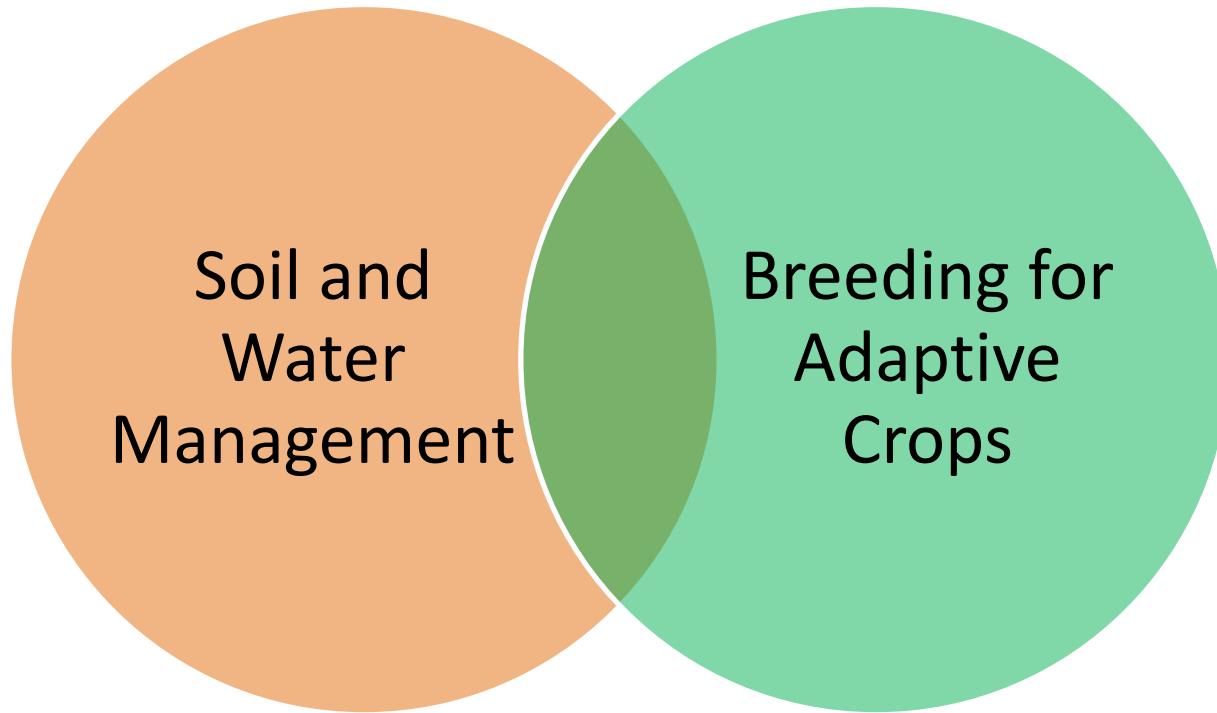 Soil and
Water
Management
Breeding for
Adaptive
Crops